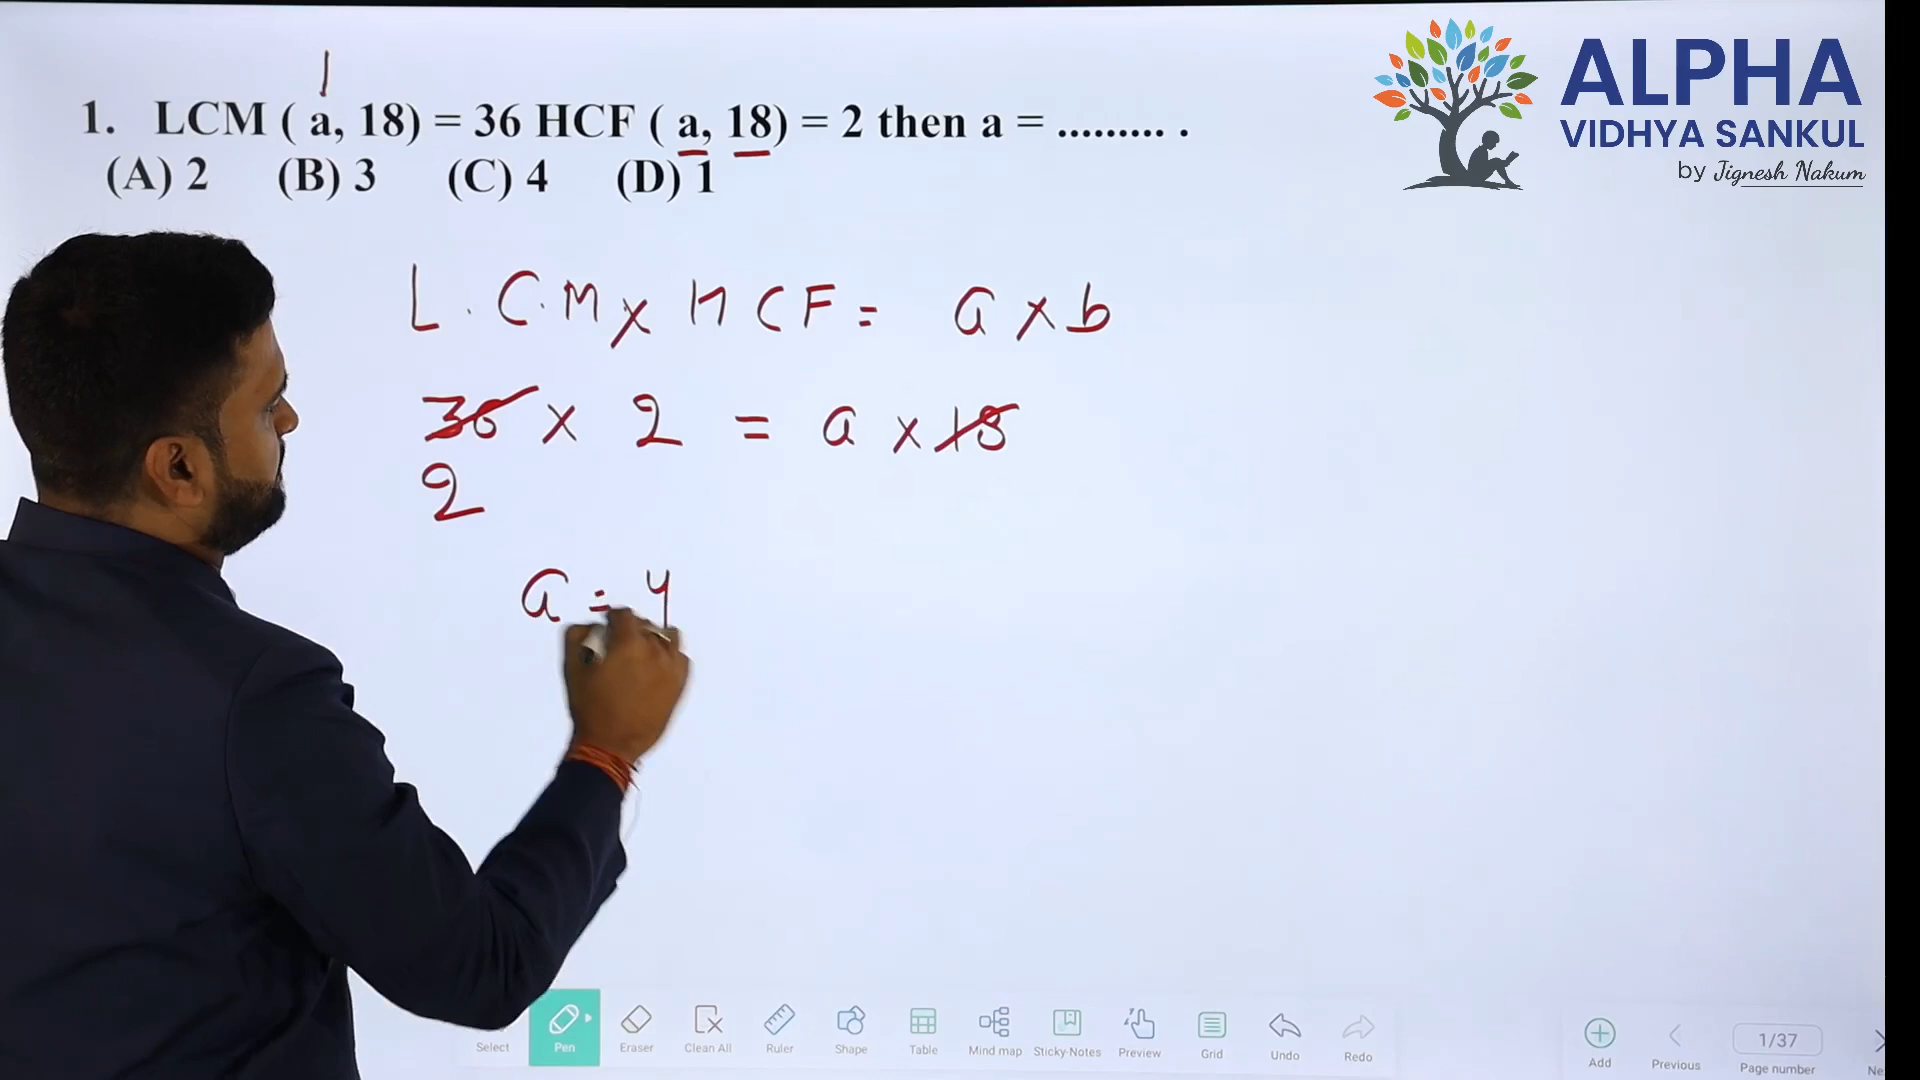 ALPHA
VIDHYA SANKUL
by Jignesh Nakum
1. LCM ( a, 18) = 36 HCF ( a, 18) = 2 then a = ......... .
(A) 2 (B) 3 (C) 4 (D) 1
L.C.M x HCF = a x b
36 x 2 = a x 18
2
a = 4
Select Pen Eraser Clean All Ruler Shape Table Mind map Sticky-Notes Preview Grid Undo Redo
Add Previous 1/37 Page number Ne